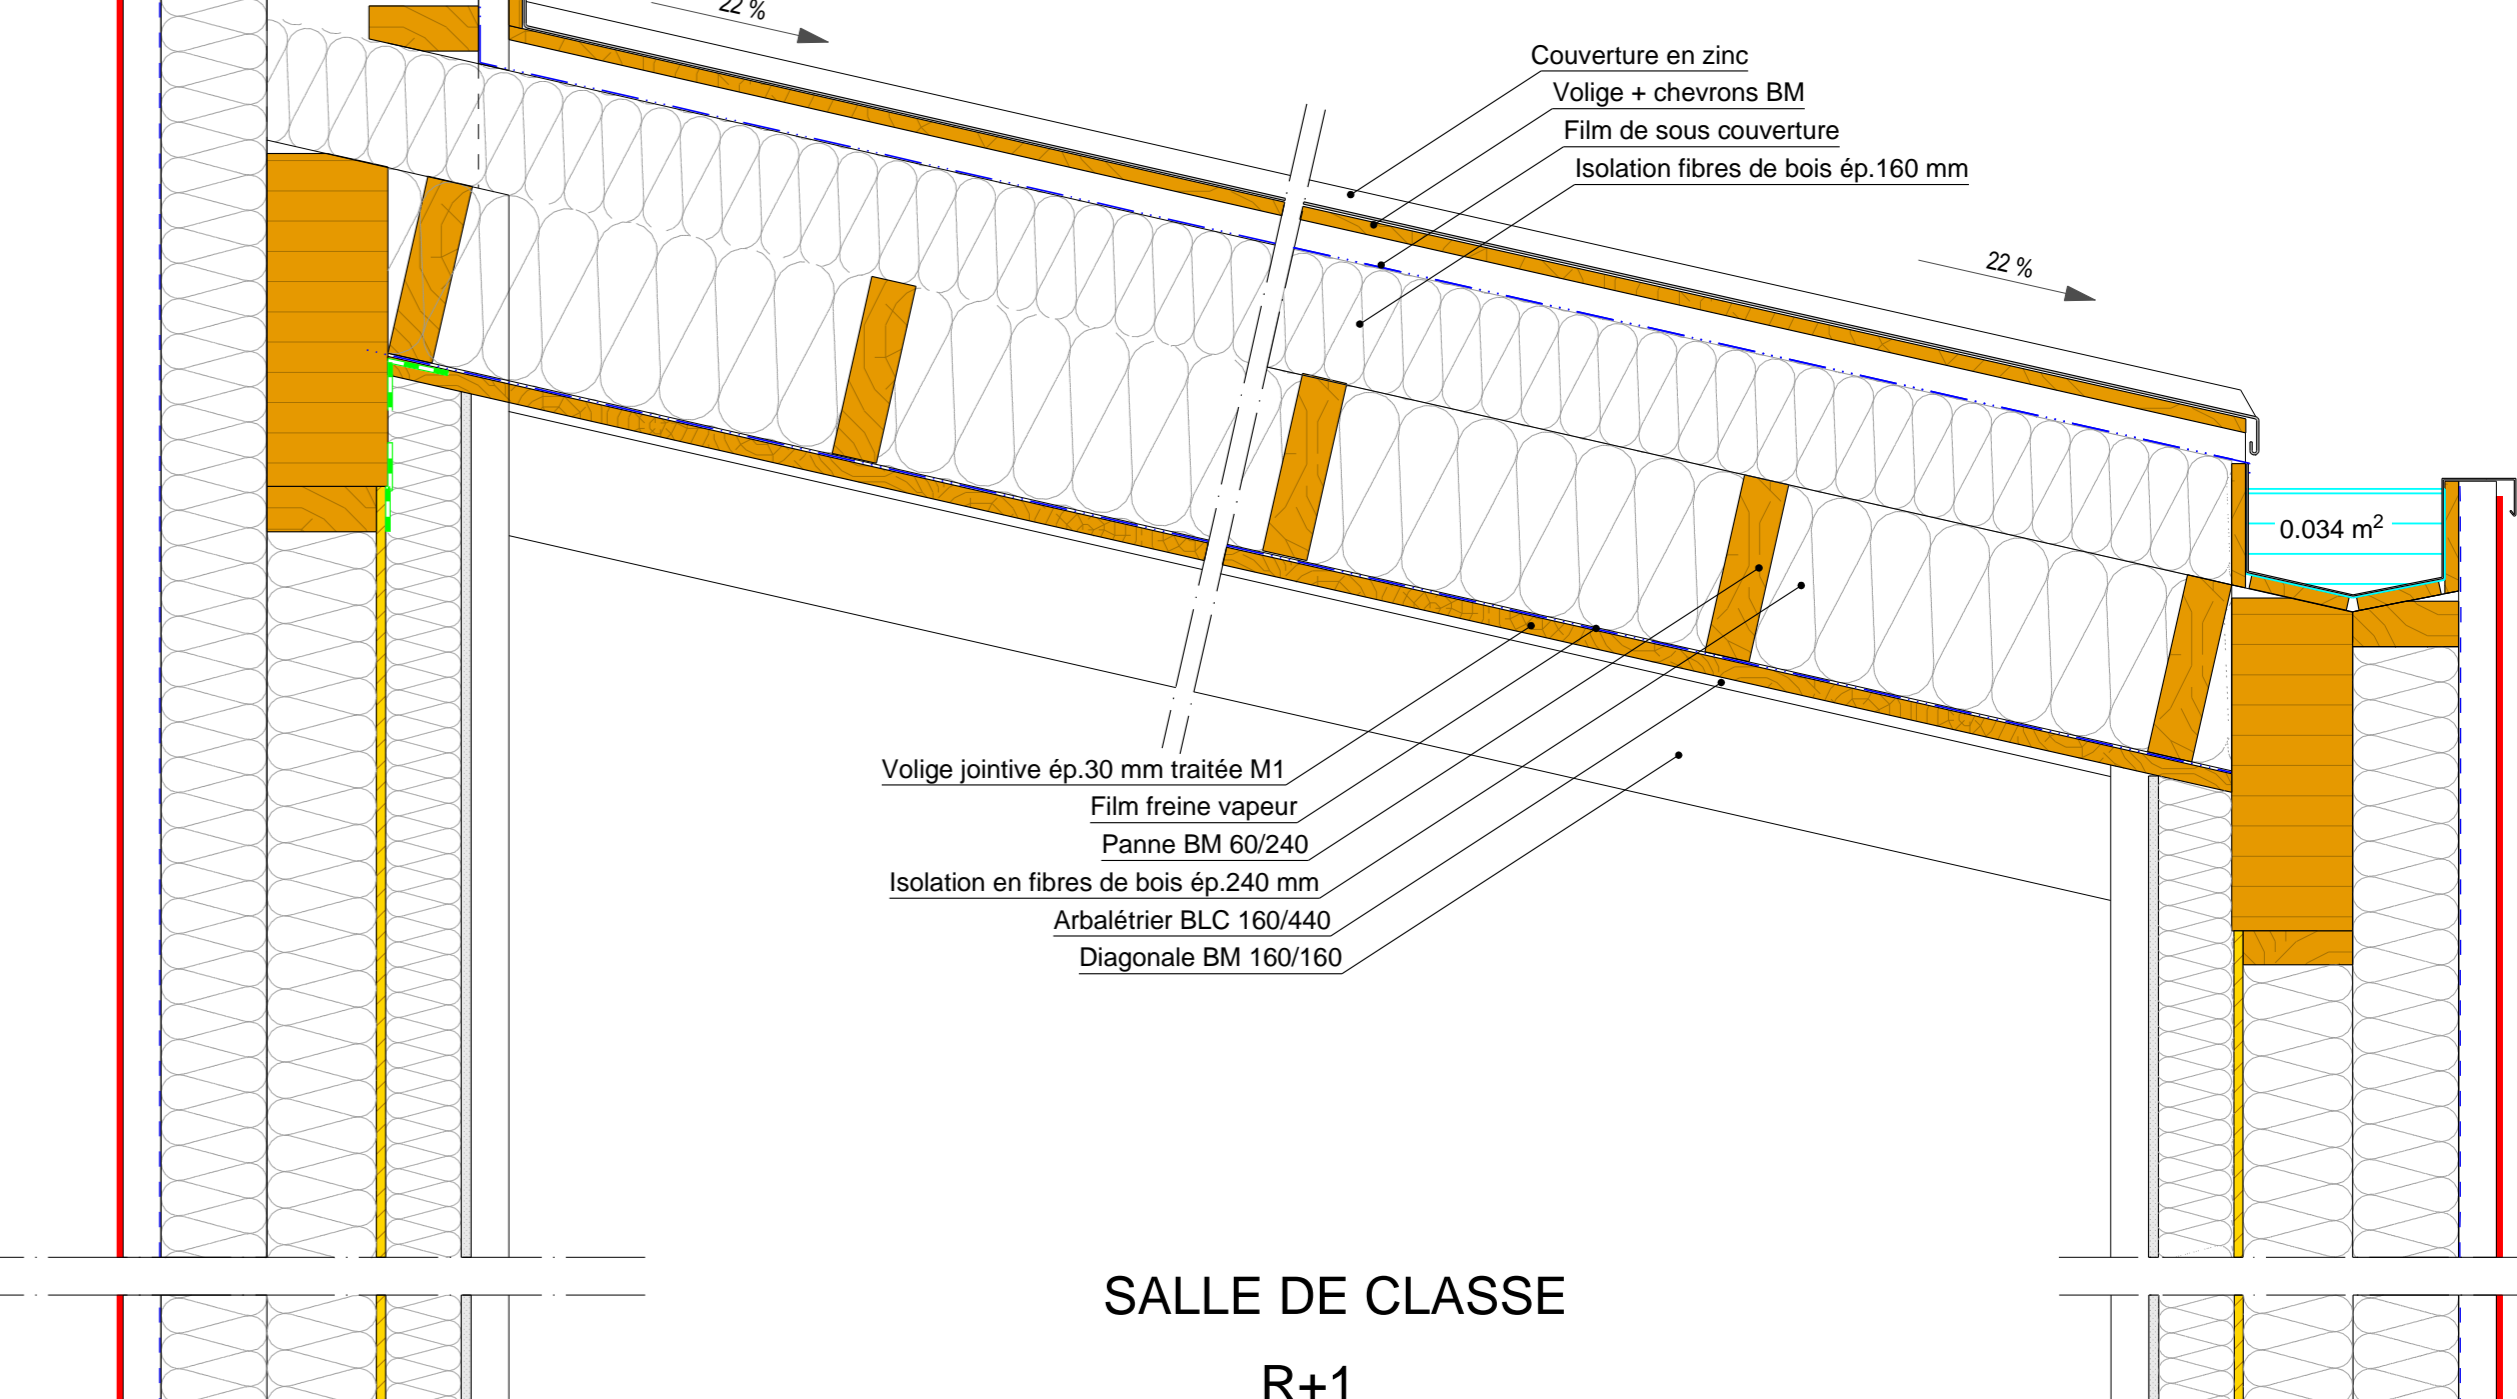 22 %
Couverture en zinc
Volige + chevrons BM
Film de sous couverture
Isolation fibres de bois ép.160 mm
22 %
0.034 m²
Volige jointive ép.30 mm traitée M1
Film freine vapeur
Panne BM 60/240
Isolation en fibres de bois ép.240 mm
Arbalétrier BLC 160/440
Diagonale BM 160/160
SALLE DE CLASSE
R+1